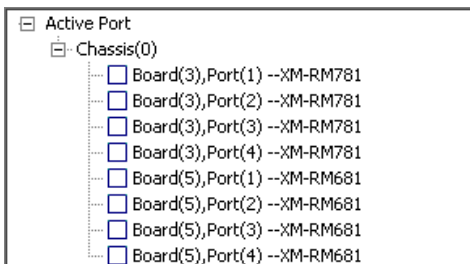 Active Port
Chassis(0)
Board(3),Port(1) --XM-RM781
Board(3),Port(2) --XM-RM781
Board(3),Port(3) --XM-RM781
Board(3),Port(4) --XM-RM781
Board(5),Port(1) --XM-RM681
Board(5),Port(2) --XM-RM681
Board(5),Port(3) --XM-RM681
Board(5),Port(4) --XM-RM681